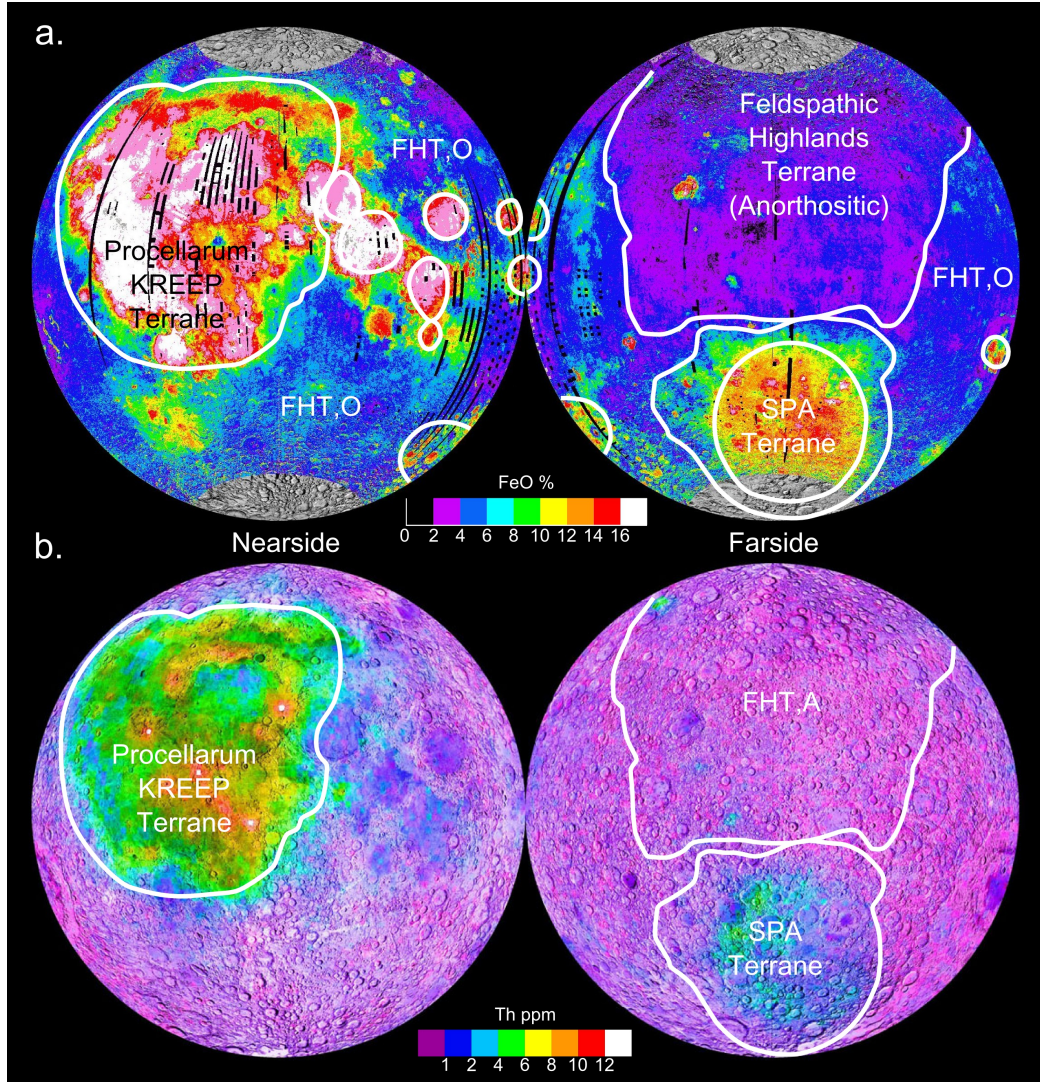 a.
Feldspathic
Highlands
Terrane
(Anorthositic)
FHT,O
Procellarum
KREEP
Terrane
FHT,O
FHT,O
SPA
Terrane
FeO %
0 2 4 6 8 10 12 14 16
b.
Nearside
Farside
FHT,A
Procellarum
KREEP
Terrane
SPA
Terrane
Th ppm
1 2 4 6 8 10 12